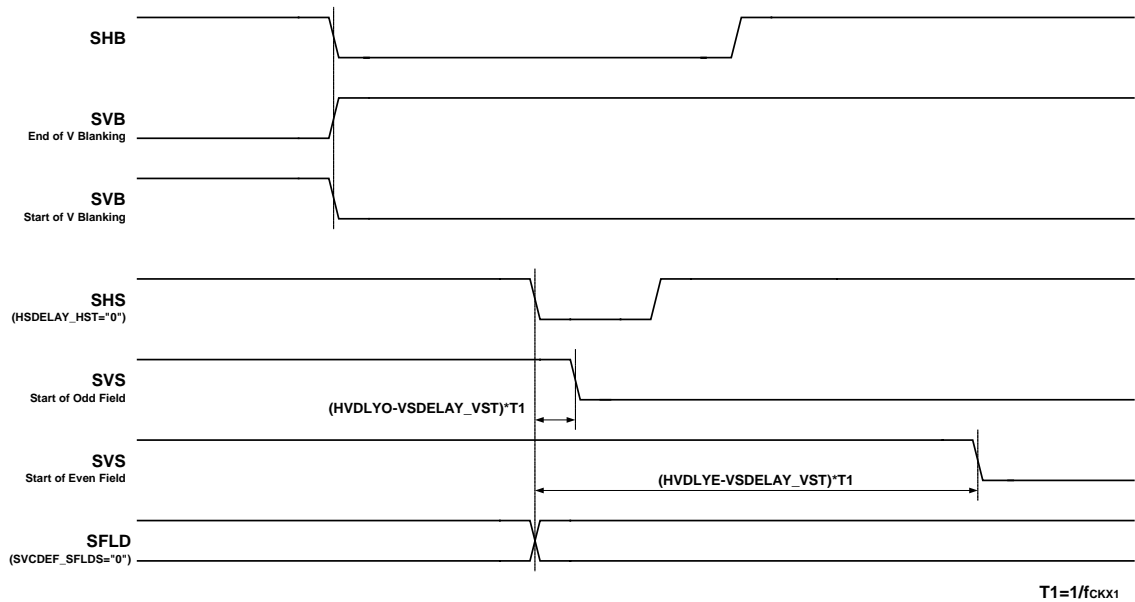 SHB
SVB
End of V Blanking
SVB
Start of V Blanking
SHS
(HSDELAY_HST="0")
SVS
Start of Odd Field
(HVDLYO-VSDELAY_VST)*T1
SVS
Start of Even Field
(HVDLYE-VSDELAY_VST)*T1
SFLD
(SVCDEF_SFLDS="0")
T1=1/fCKX1